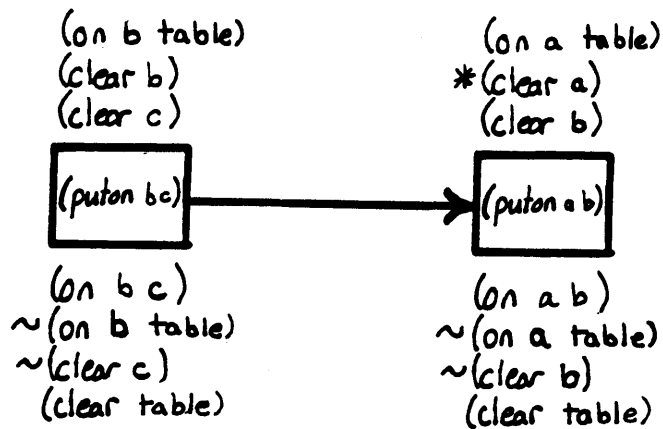 (on b table)
(clear b)
(clear c)
(puton b c)
(on b c)
~(on b table)
~(clear c)
(clear table)
(on a table)
*(clear a)
(clear b)
(puton a b)
(on a b)
~(on a table)
~(clear b)
(clear table)